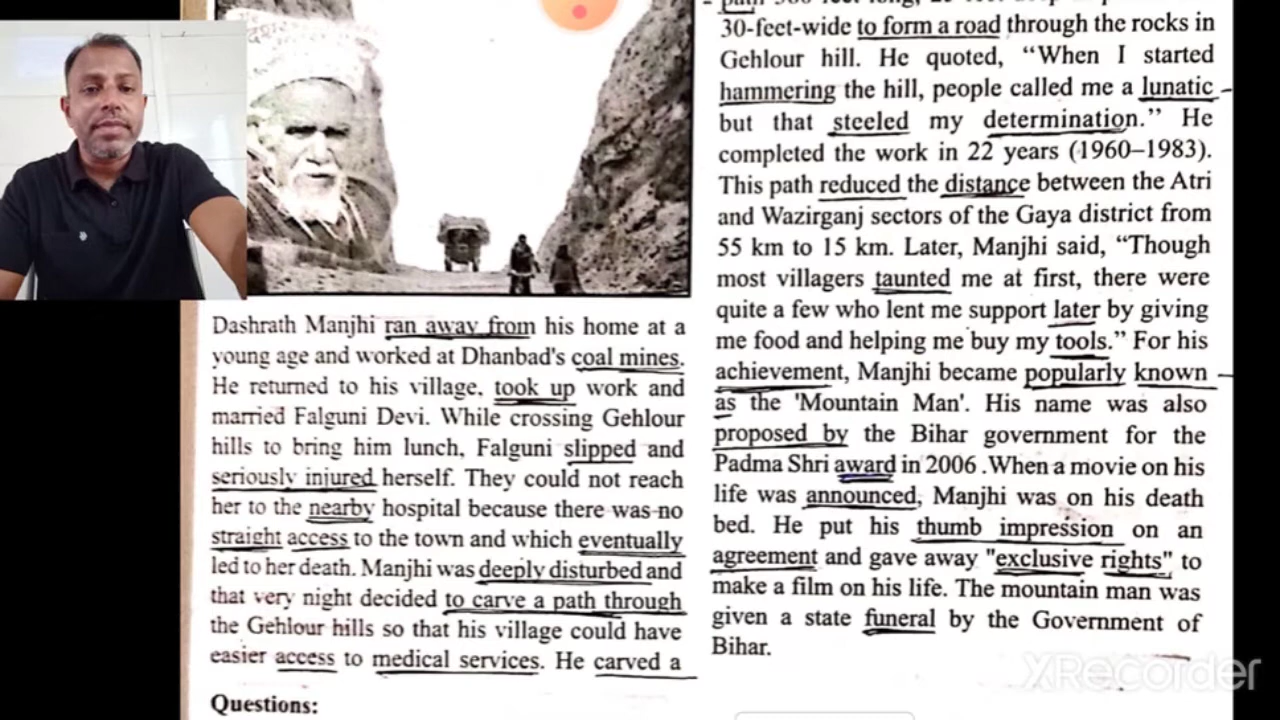 Dashrath Manjhi ran away from his home at a
young age and worked at Dhanbad's coal mines.
He returned to his village, took up work and
married Falguni Devi. While crossing Gehlour
hills to bring him lunch, Falguni slipped and
seriously injured herself. They could not reach
her to the nearby hospital because there was no
straight access to the town and which eventually
led to her death. Manjhi was deeply disturbed and
that very night decided to carve a path through
the Gehlour hills so that his village could have
easier access to medical services. He carved a
Questions:
30-feet-wide to form a road through the rocks in
Gehlour hill. He quoted, “When I started
hammering the hill, people called me a lunatic
but that steeled my determination.” He
completed the work in 22 years (1960–1983).
This path reduced the distance between the Atri
and Wazirganj sectors of the Gaya district from
55 km to 15 km. Later, Manjhi said, “Though
most villagers taunted me at first, there were
quite a few who lent me support later by giving
me food and helping me buy my tools.” For his
achievement, Manjhi became popularly known
as the 'Mountain Man'. His name was also
proposed by the Bihar government for the
Padma Shri award in 2006 .When a movie on his
life was announced, Manjhi was on his death
bed. He put his thumb impression on an
agreement and gave away "exclusive rights" to
make a film on his life. The mountain man was
given a state funeral by the Government of
Bihar.
XRecorder